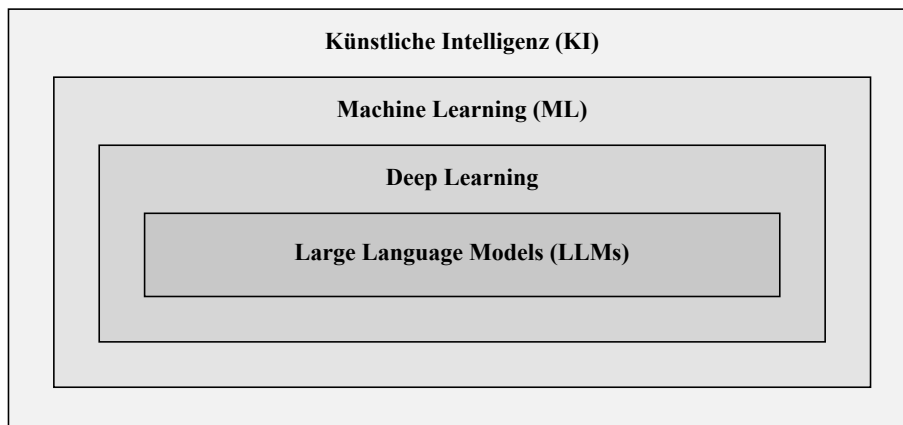 Künstliche Intelligenz (KI)
Machine Learning (ML)
Deep Learning
Large Language Models (LLMs)